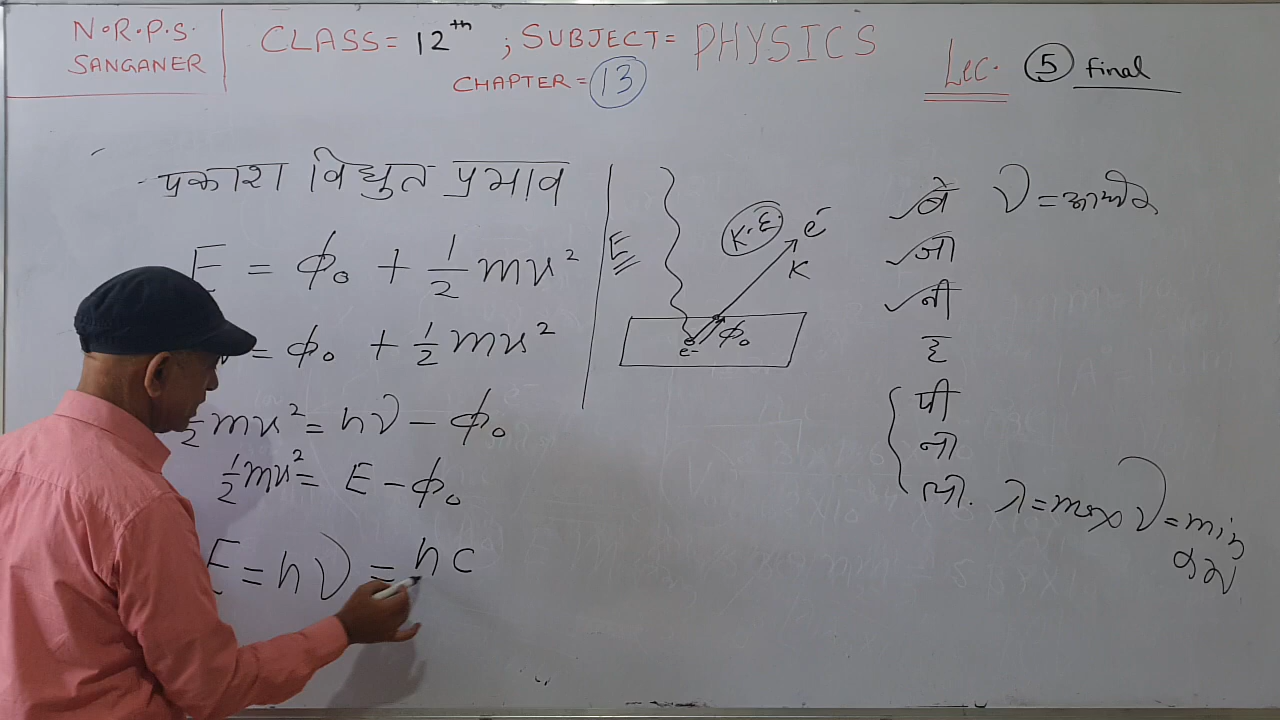 N.R.P.S.
SANGANER
CLASS = 12th ; SUBJECT = PHYSICS
CHAPTER = 13
Lec. 5 final
प्रकाश विद्युत प्रभाव
E = ϕ₀ + 1/2 mv²
= ϕ₀ + 1/2 mv²
1/2 mv² = hν - ϕ₀
1/2 mv² = E - ϕ₀
E = hν = hc
E
K.E
e-
K
e-
ϕ₀
बै
जा
नी
ह
पी
ना
ला. λ = max ν = min
ν =